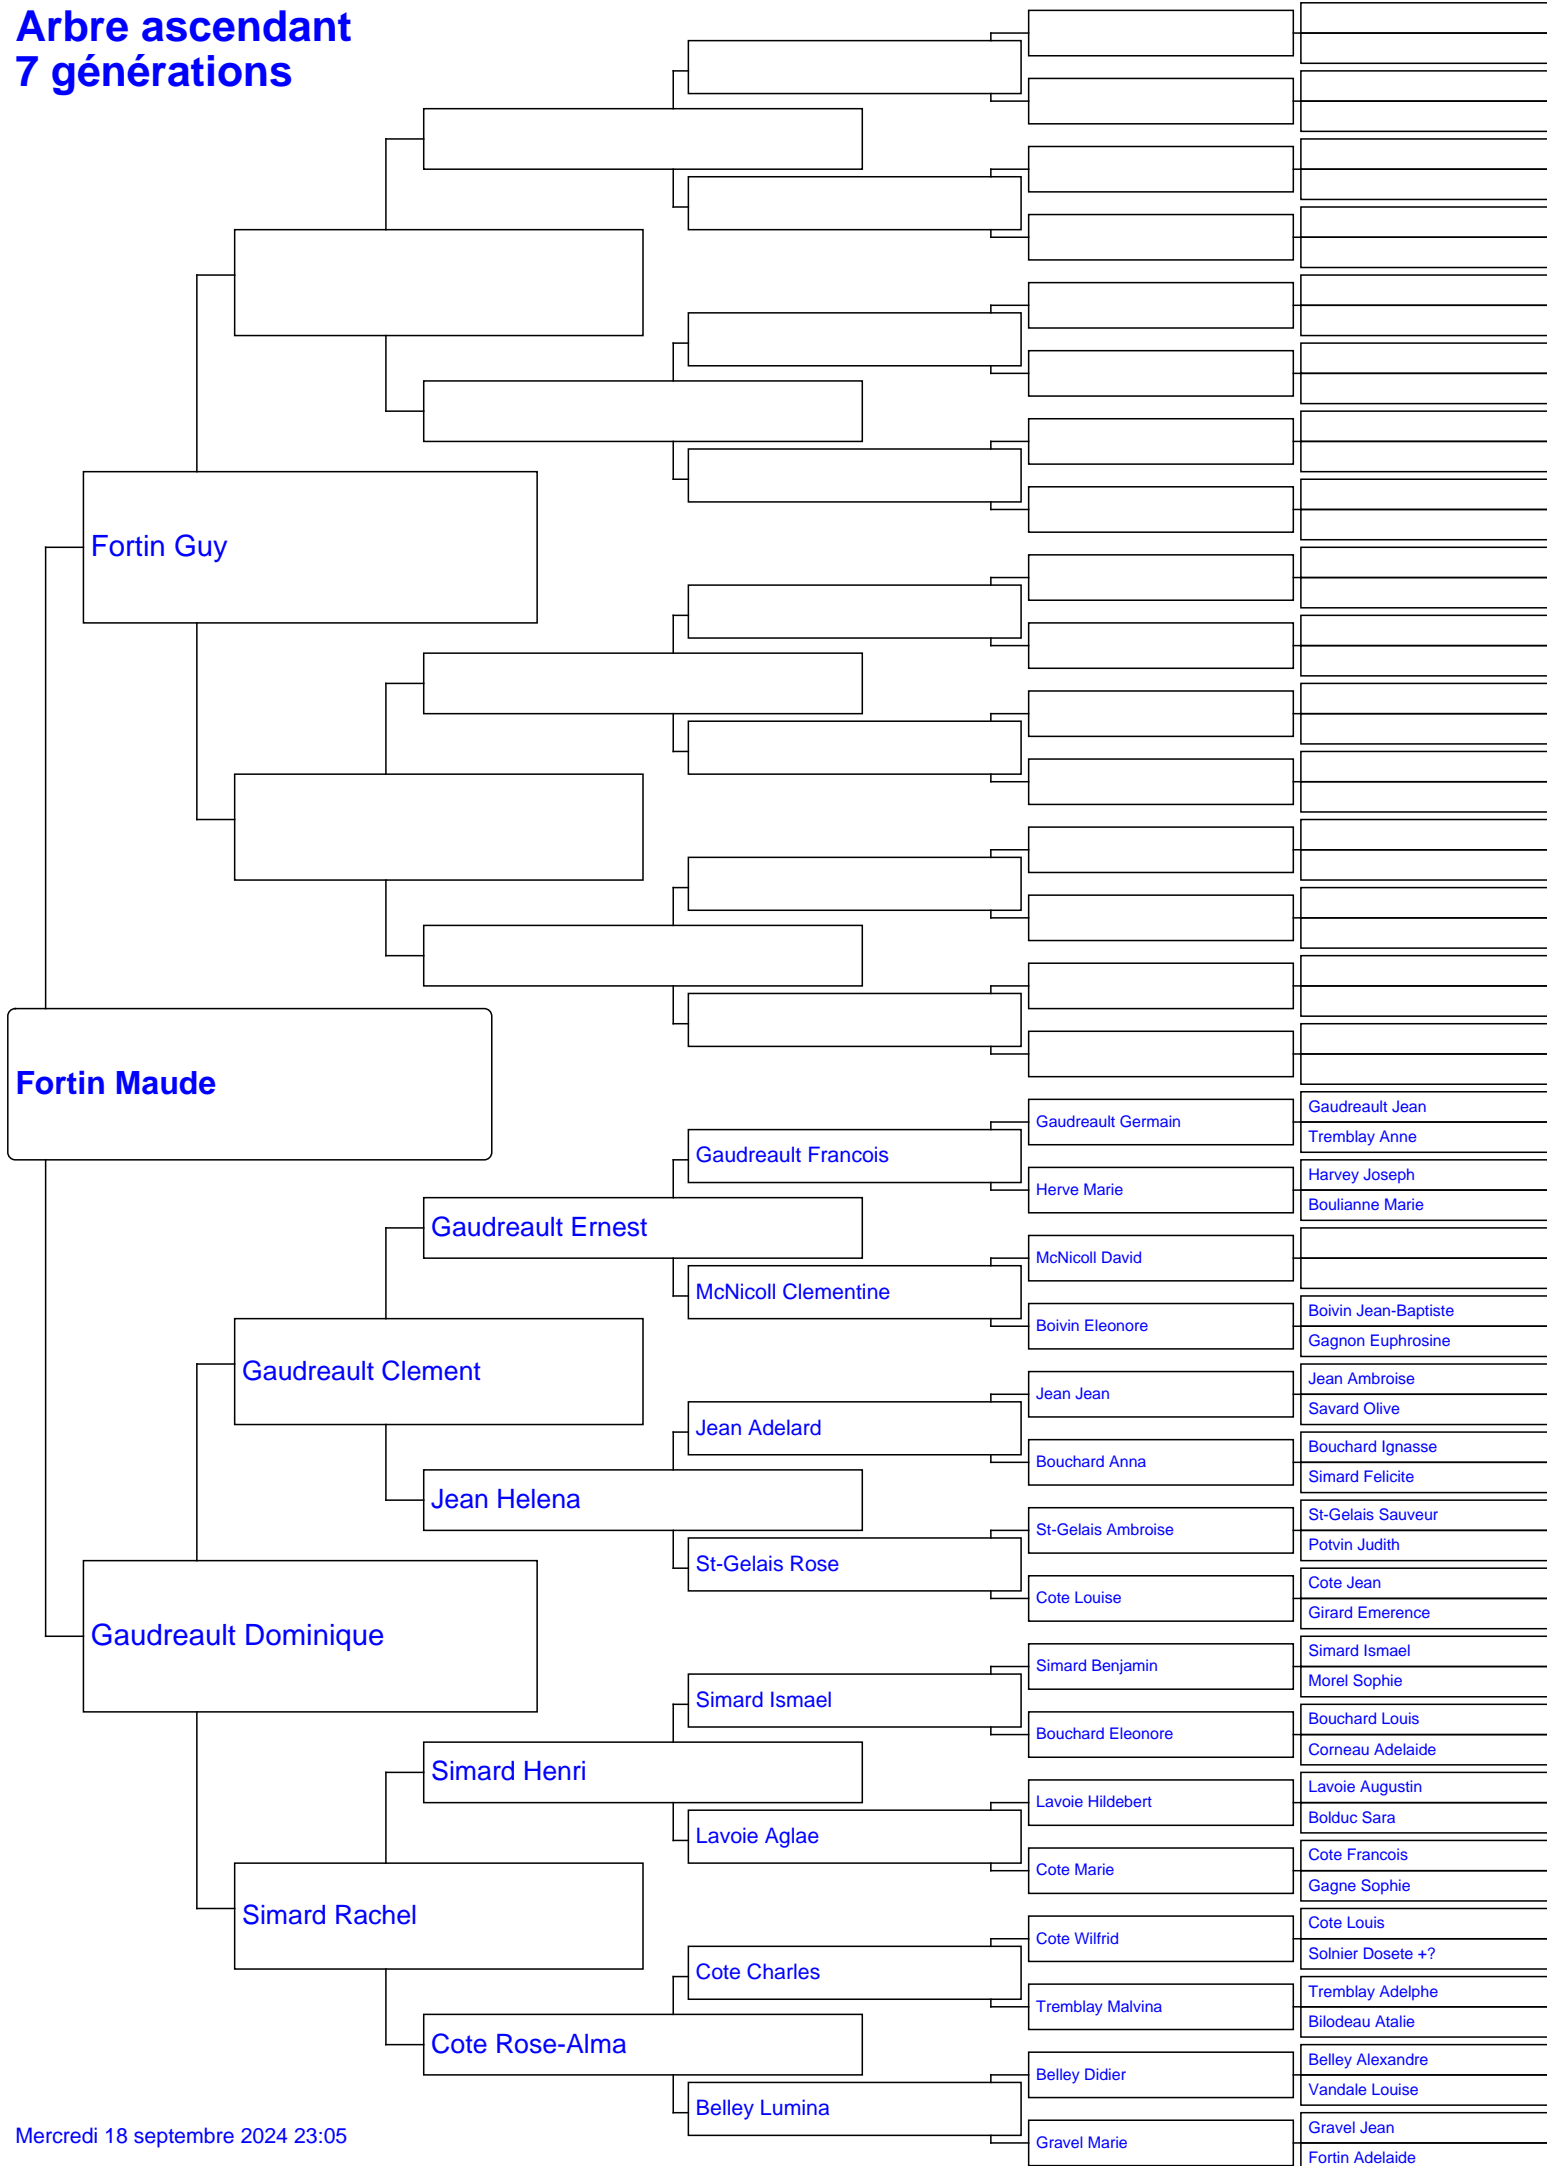 Arbre ascendant
7 générations
Fortin Guy
Fortin Maude
Gaudreault Jean
Gaudreault Germain
Tremblay Anne
Gaudreault Francois
Harvey Joseph
Herve Marie
Boulianne Marie
Gaudreault Ernest
McNicoll David
McNicoll Clementine
Boivin Jean-Baptiste
Boivin Eleonore
Gagnon Euphrosine
Gaudreault Clement
Jean Ambroise
Jean Jean
Savard Olive
Jean Adelard
Bouchard Ignasse
Bouchard Anna
Simard Felicite
Jean Helena
St-Gelais Sauveur
St-Gelais Ambroise
Potvin Judith
St-Gelais Rose
Cote Jean
Cote Louise
Girard Emerence
Gaudreault Dominique
Simard Ismael
Simard Benjamin
Morel Sophie
Simard Ismael
Bouchard Louis
Bouchard Eleonore
Corneau Adelaide
Simard Henri
Lavoie Augustin
Lavoie Hildebert
Bolduc Sara
Lavoie Aglae
Cote Francois
Cote Marie
Gagne Sophie
Simard Rachel
Cote Louis
Cote Wilfrid
Solnier Dosete +?
Cote Charles
Tremblay Adelphe
Tremblay Malvina
Bilodeau Atalie
Cote Rose-Alma
Belley Alexandre
Belley Didier
Vandale Louise
Belley Lumina
Gravel Jean
Gravel Marie
Fortin Adelaide
Mercredi 18 septembre 2024 23:05